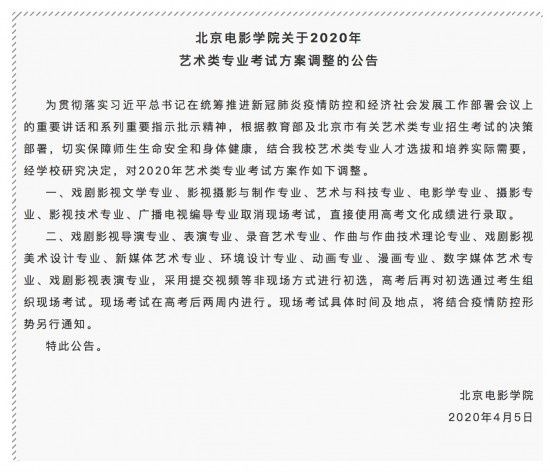 北京电影学院关于2020年
艺术类专业考试方案调整的公告
为贯彻落实习近平总书记在统筹推进新冠肺炎疫情防控和经济社会发展工作部署会议上
的重要讲话和系列重要指示批示精神，根据教育部及北京市有关艺术类专业招生考试的决策
部署，切实保障师生生命安全和身体健康，结合我校艺术类专业人才选拔和培养实际需要，
经学校研究决定，对2020年艺术类专业考试方案作如下调整。
一、戏剧影视文学专业、影视摄影与制作专业、艺术与科技专业、电影学专业、摄影专
业、影视技术专业、广播电视编导专业取消现场考试，直接使用高考文化成绩进行录取。
二、戏剧影视导演专业、表演专业、录音艺术专业、作曲与作曲技术理论专业、戏剧影视
美术设计专业、新媒体艺术专业、环境设计专业、动画专业、漫画专业、数字媒体艺术专
业、戏剧影视表演专业，采用提交视频等非现场方式进行初选，高考后再对初选通过考生组
织现场考试。现场考试在高考后两周内进行。现场考试具体时间及地点，将结合疫情防控形
势另行通知。
特此公告。
北京电影学院
2020年4月5日